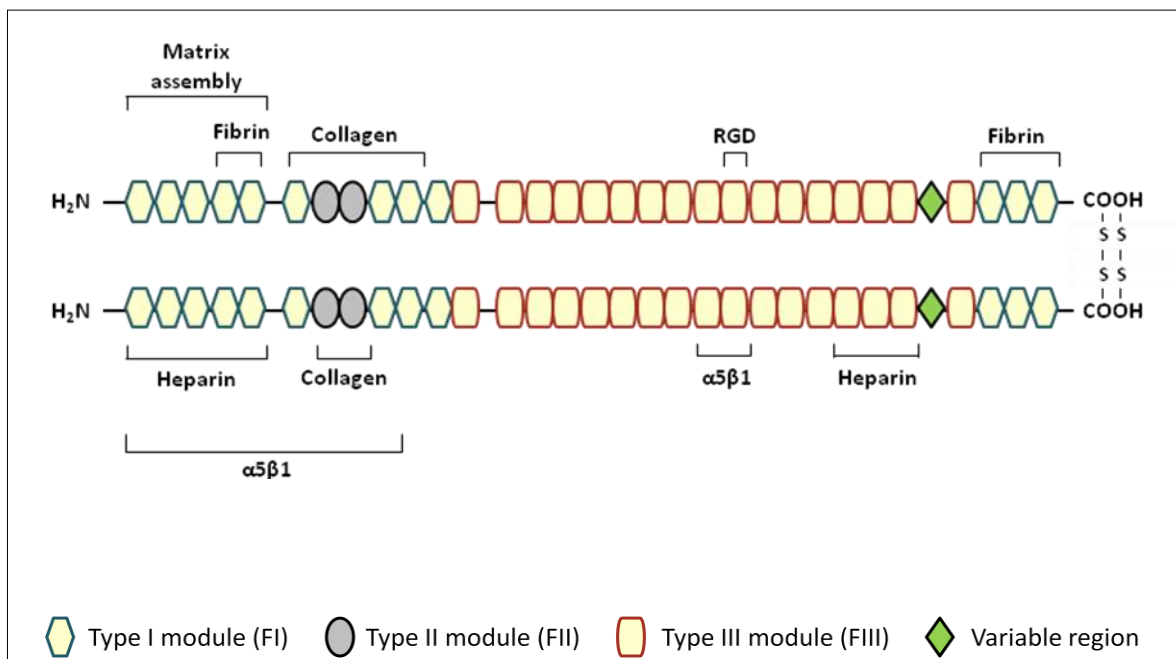 Matrix
assembly
Fibrin
Collagen
RGD
Fibrin
H₂N
COOH
S S
S S
H₂N
COOH
Heparin
Collagen
α5β1
Heparin
α5β1
Type I module (FI)
Type II module (FII)
Type III module (FIII)
Variable region